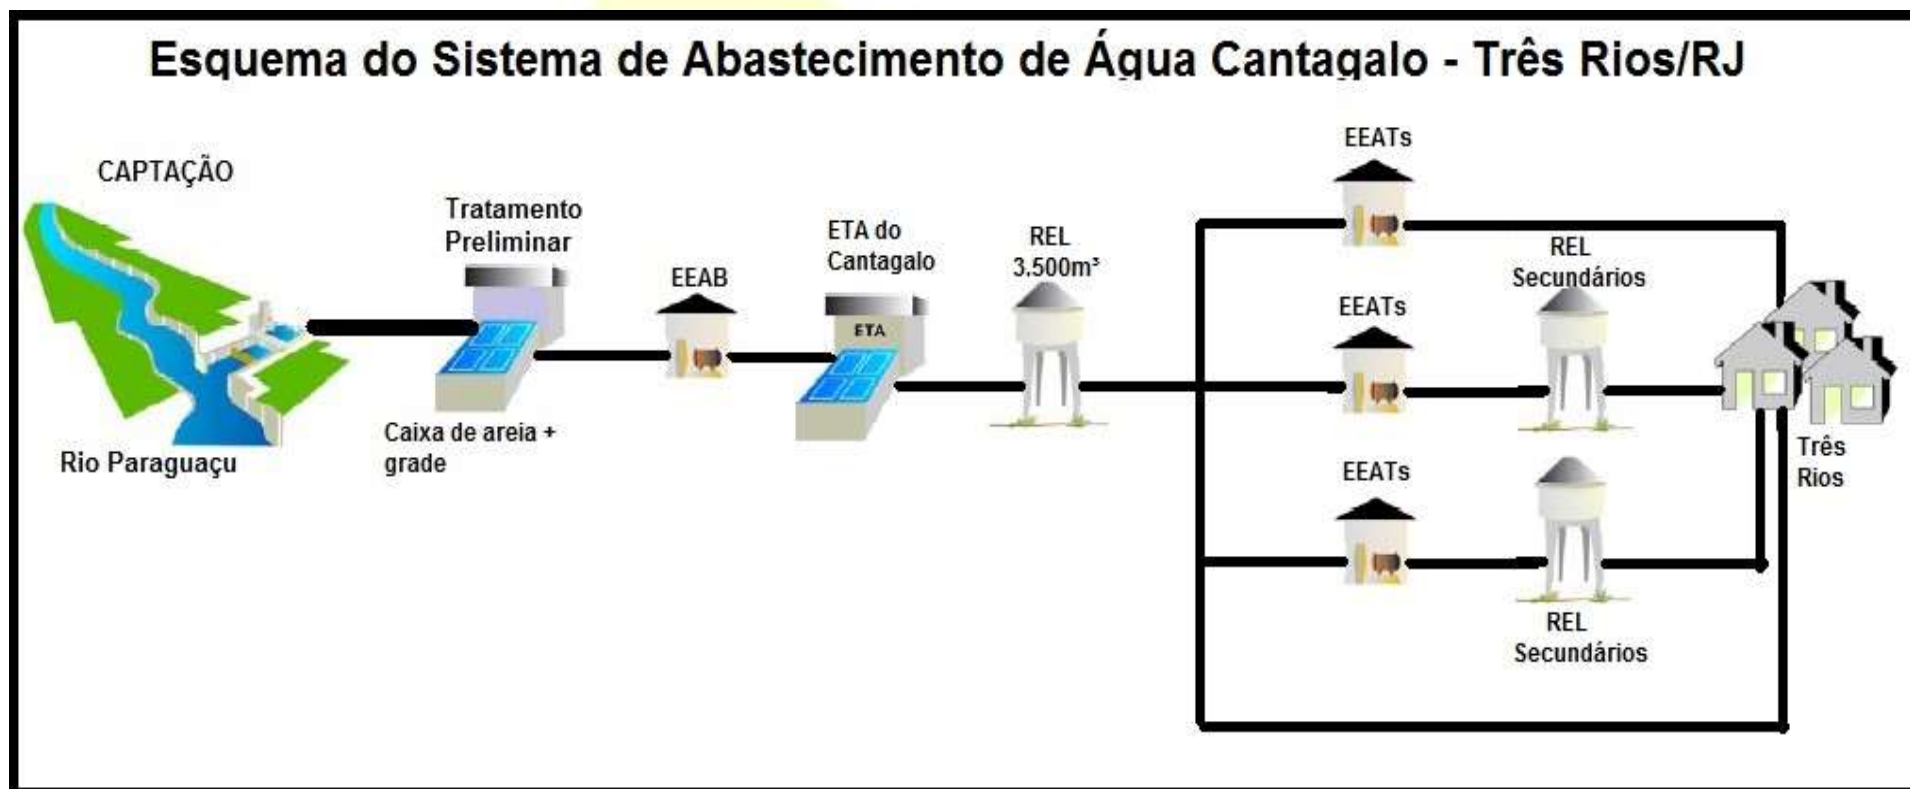 Esquema do Sistema de Abastecimento de Água Cantagalo - Três Rios/RJ
CAPTAÇÃO
Rio Paraguaçu
Tratamento
Preliminar
Caixa de areia +
grade
EEAB
ETA do
Cantagalo
ETA
REL
3.500m³
EEATs
EEATs
REL
Secundários
EEATs
REL
Secundários
Três
Rios